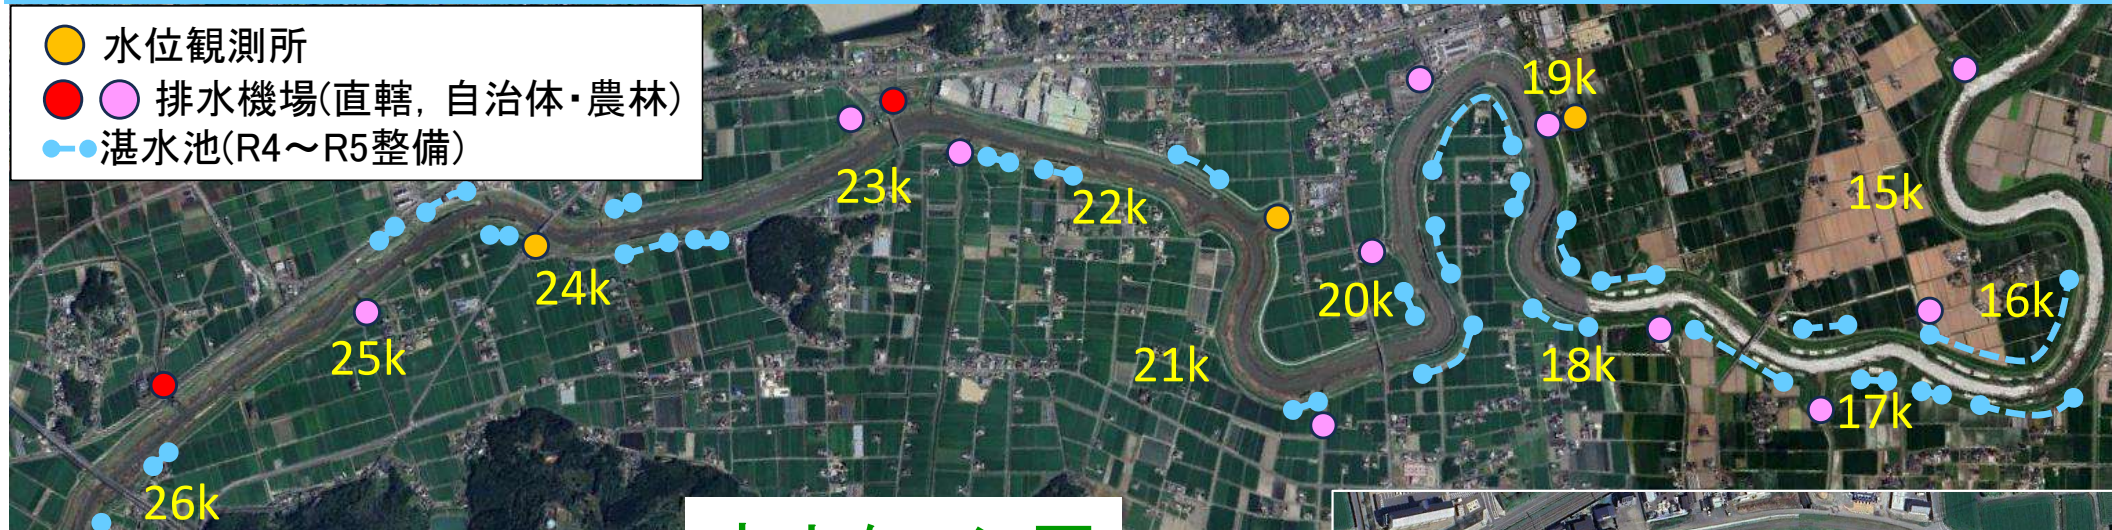 水位観測所
排水機場(直轄，自治体・農林)
湛水池(R4～R5整備)
19k
23k
22k
15k
24k
20k
16k
25k
21k
18k
17k
26k